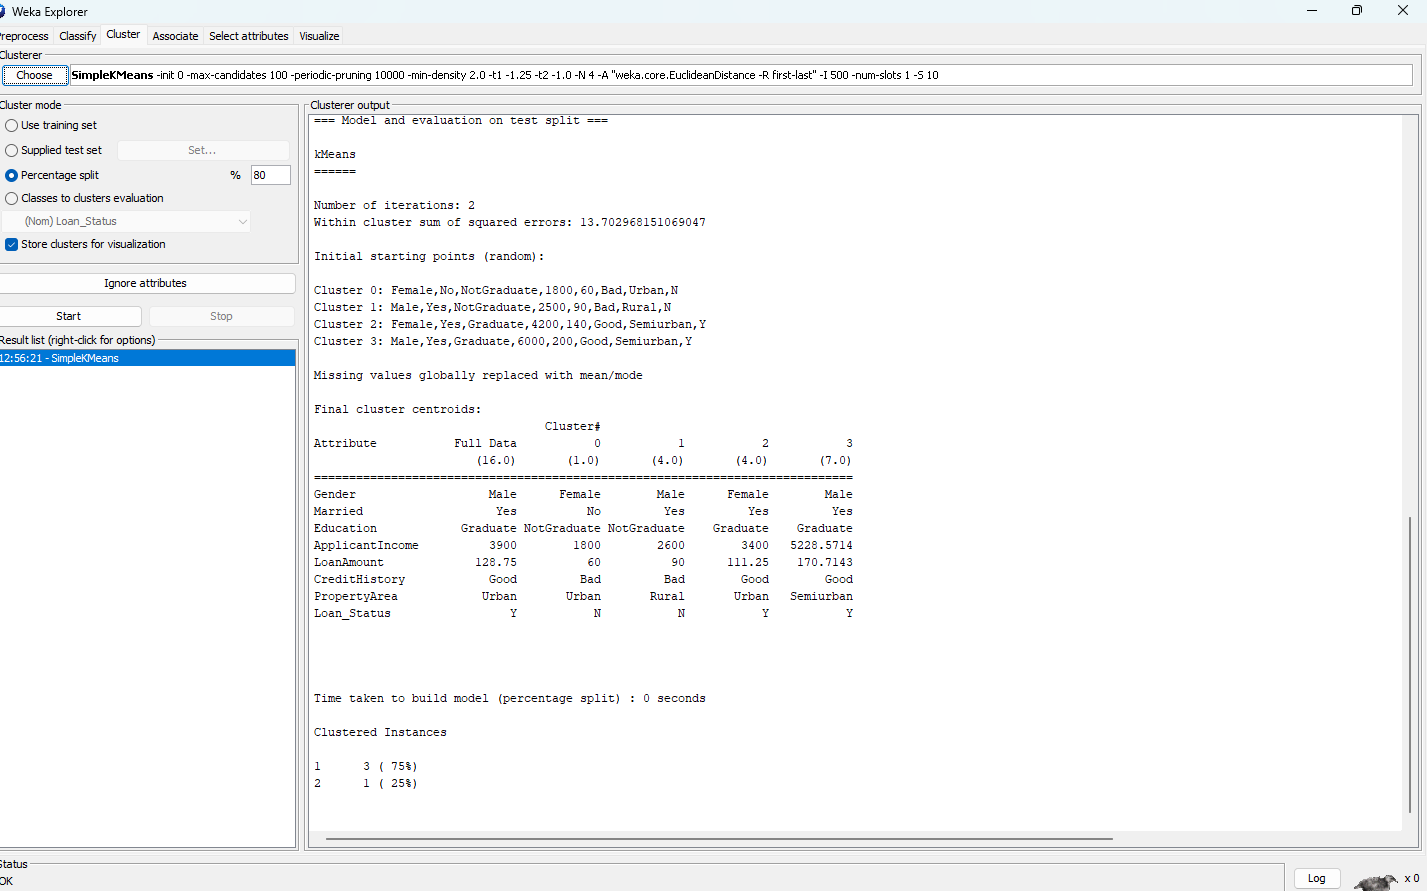 Weka Explorer
Preprocess Classify Cluster Associate Select attributes Visualize
Clusterer
Choose SimpleKMeans -init 0 -max-candidates 100 -periodic-pruning 10000 -min-density 2.0 -t1 -1.25 -t2 -1.0 -N 4 -A "weka.core.EuclideanDistance -R first-last" -I 500 -num-slots 1 -S 10
Cluster mode
Use training set
Supplied test set Set...
Percentage split % 80
Classes to clusters evaluation
(Nom) Loan_Status
Store clusters for visualization
Ignore attributes
Start Stop
Result list (right-click for options)
12:56:21 - SimpleKMeans
Clusterer output
=== Model and evaluation on test split ===
kMeans
======
Number of iterations: 2
Within cluster sum of squared errors: 13.702968151069047
Initial starting points (random):
Cluster 0: Female,No,NotGraduate,1800,60,Bad,Urban,N
Cluster 1: Male,Yes,NotGraduate,2500,90,Bad,Rural,N
Cluster 2: Female,Yes,Graduate,4200,140,Good,Semiurban,Y
Cluster 3: Male,Yes,Graduate,6000,200,Good,Semiurban,Y
Missing values globally replaced with mean/mode
Final cluster centroids:
Cluster#
Attribute Full Data 0 1 2 3
(16.0) (1.0) (4.0) (4.0) (7.0)
=============================================================================
Gender Male Female Male Female Male
Married Yes No Yes Yes Yes
Education Graduate NotGraduate NotGraduate Graduate Graduate
ApplicantIncome 3900 1800 2600 3400 5228.5714
LoanAmount 128.75 60 90 111.25 170.7143
CreditHistory Good Bad Bad Good Good
PropertyArea Urban Urban Rural Urban Semiurban
Loan_Status Y N N Y Y
Time taken to build model (percentage split) : 0 seconds
Clustered Instances
1 3 ( 75%)
2 1 ( 25%)
Status
OK
Log x 0